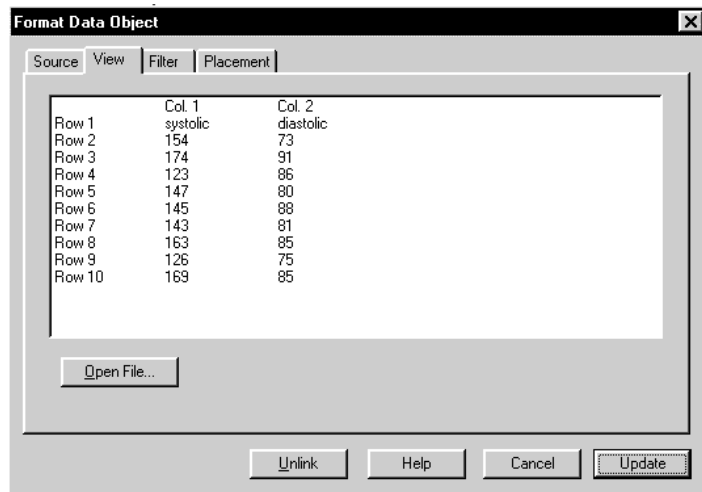 Format Data Object
Source View Filter Placement
Col. 1 Col. 2
Row 1 systolic diastolic
Row 2 154 73
Row 3 174 91
Row 4 123 86
Row 5 147 80
Row 6 145 88
Row 7 143 81
Row 8 163 85
Row 9 126 75
Row 10 169 85
Open File...
Unlink Help Cancel Update